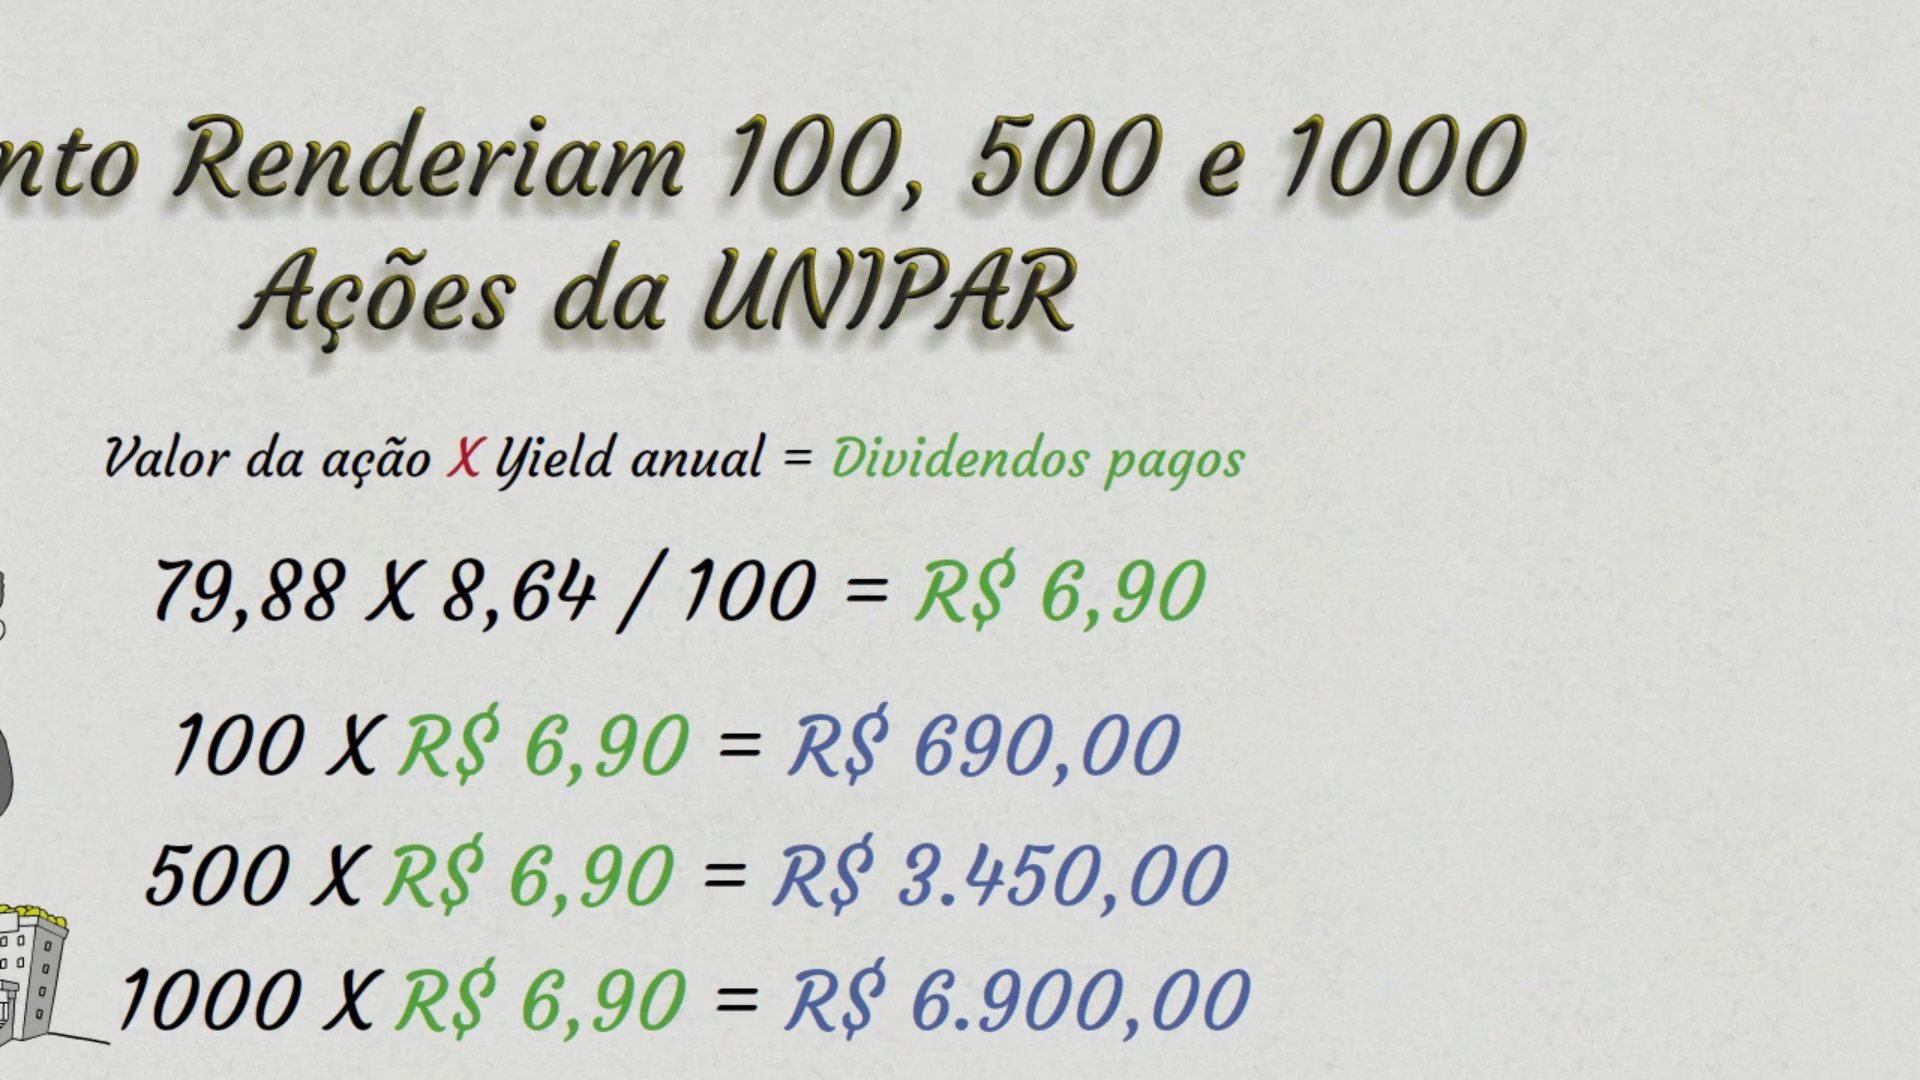 nto Renderiam 100, 500 e 1000
Ações da UNIPAR
Valor da ação X Yield anual = Dividendos pagos
79,88 X 8,64 / 100 = R$ 6,90
100 X R$ 6,90 = R$ 690,00
500 X R$ 6,90 = R$ 3.450,00
1000 X R$ 6,90 = R$ 6.900,00